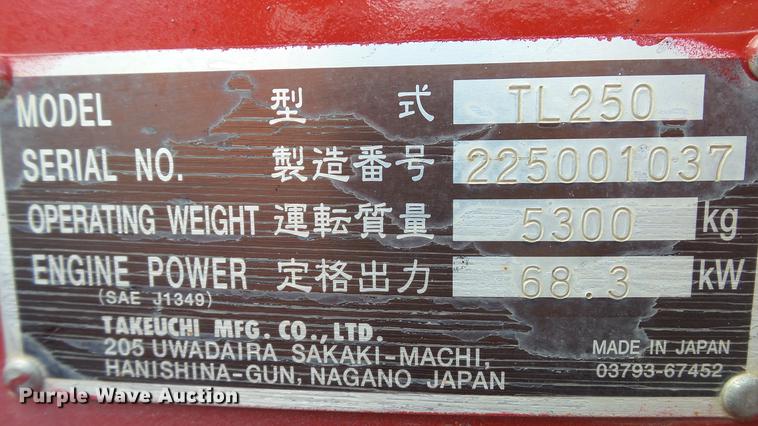 MODEL 型式 TL250
SERIAL NO. 製造番号 225001037
OPERATING WEIGHT 運転質量 5300 kg
ENGINE POWER 定格出力 68.3 kW
(SAE J1349)
TAKEUCHI MFG. CO.,LTD.
205 UWADAIRA SAKAKI-MACHI,
HANISHINA-GUN, NAGANO JAPAN
MADE IN JAPAN
03793-67452
Purple Wave Auction